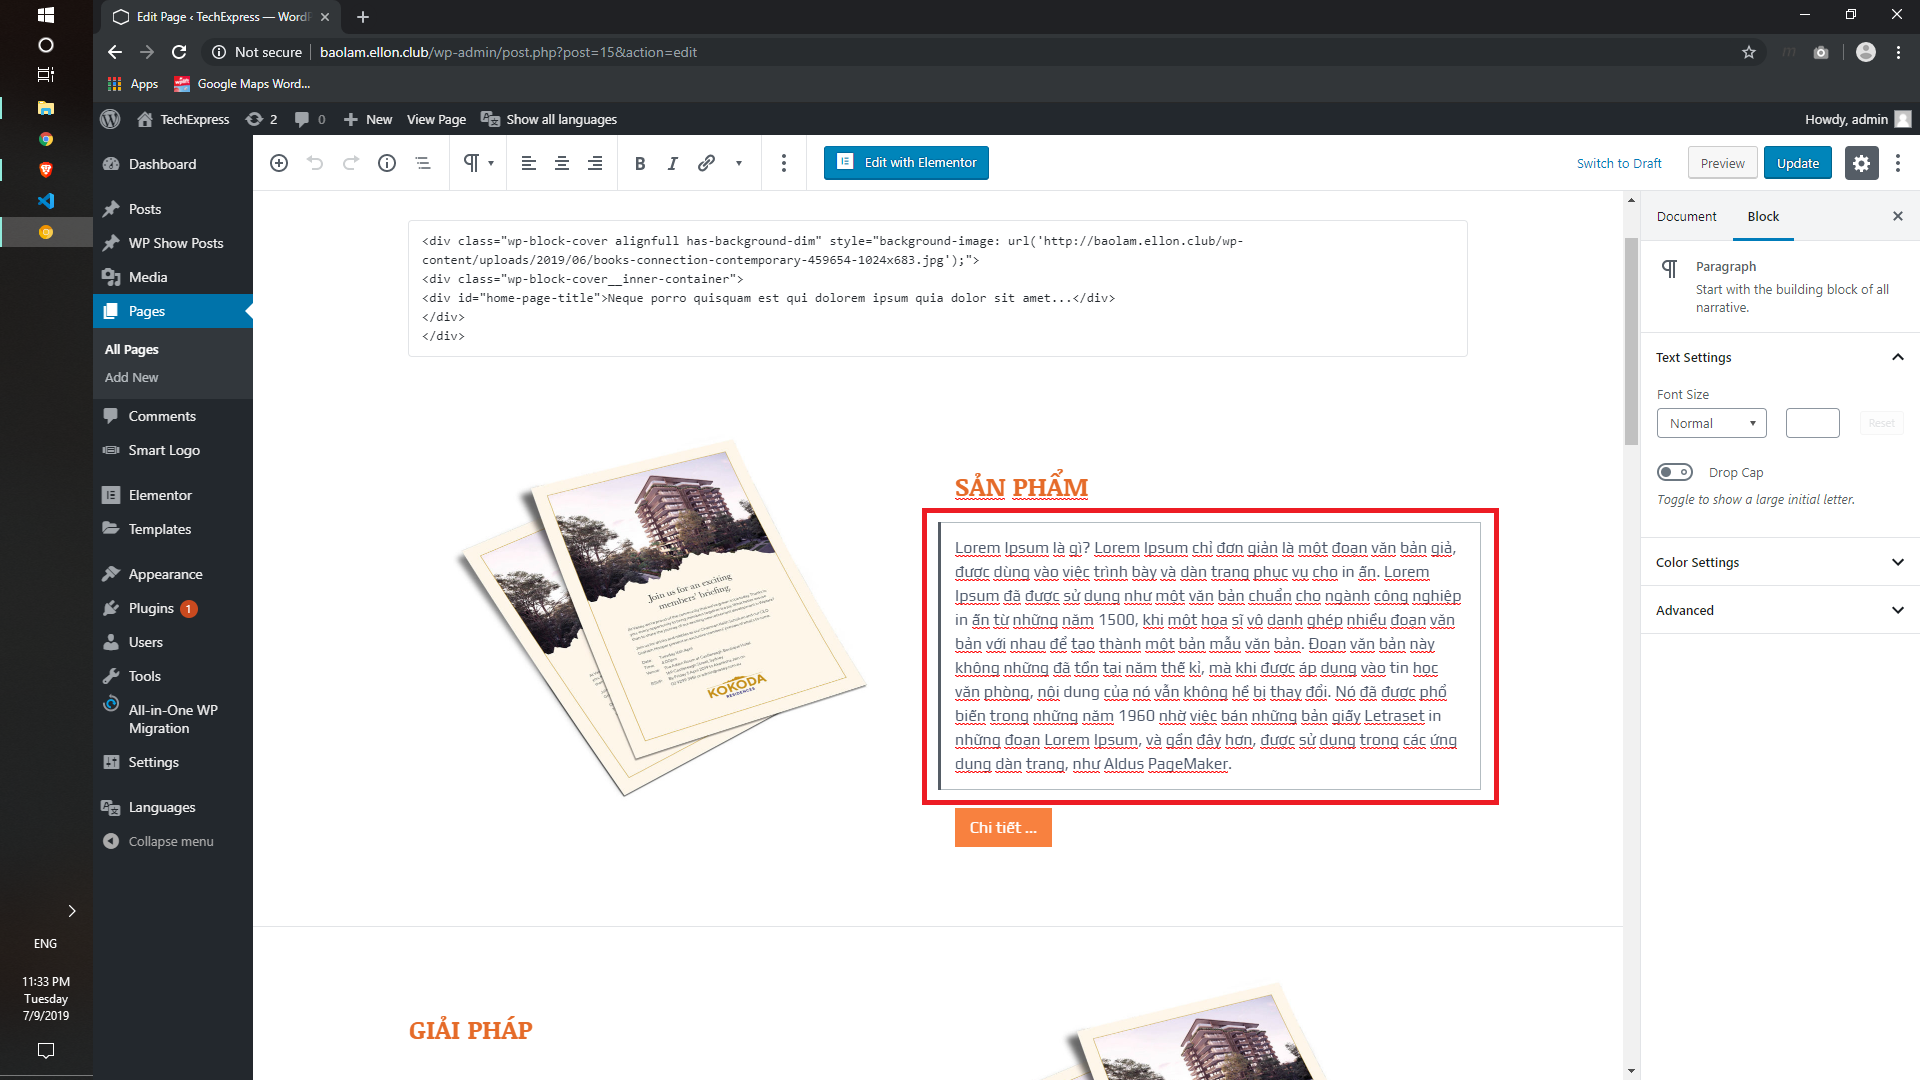 Edit Page ‹ TechExpress — WordP
Not secure
baolam.ellon.club/wp-admin/post.php?post=15&action=edit
Apps
Google Maps Word...
TechExpress
2
0
New
View Page
Show all languages
Howdy, admin
Dashboard
Posts
WP Show Posts
Media
Pages
All Pages
Add New
Comments
Smart Logo
Elementor
Templates
Appearance
Plugins 1
Users
Tools
All-in-One WP
Migration
Settings
Languages
Collapse menu
ENG
11:33 PM
Tuesday
7/9/2019
Edit with Elementor
Switch to Draft
Preview
Update
<div class="wp-block-cover alignfull has-background-dim" style="background-image: url('http://baolam.ellon.club/wp-
content/uploads/2019/06/books-connection-contemporary-459654-1024x683.jpg');">
<div class="wp-block-cover__inner-container">
<div id="home-page-title">Neque porro quisquam est qui dolorem ipsum quia dolor sit amet...</div>
</div>
</div>
Join us for an exciting
members' briefing.
KOKODA
RESIDENCES
SẢN PHẨM
Lorem Ipsum là gì? Lorem Ipsum chỉ đơn giản là một đoạn văn bản giả,
được dùng vào việc trình bày và dàn trang phục vụ cho in ấn. Lorem
Ipsum đã được sử dụng như một văn bản chuẩn cho ngành công nghiệp
in ấn từ những năm 1500, khi một họa sĩ vô danh ghép nhiều đoạn văn
bản với nhau để tạo thành một bản mẫu văn bản. Đoạn văn bản này
không những đã tồn tại năm thế kỉ, mà khi được áp dụng vào tin học
văn phòng, nội dung của nó vẫn không hề bị thay đổi. Nó đã được phổ
biến trong những năm 1960 nhờ việc bán những bản giấy Letraset in
những đoạn Lorem Ipsum, và gần đây hơn, được sử dụng trong các ứng
dụng dàn trang, như Aldus PageMaker.
Chi tiết ...
GIẢI PHÁP
Document
Block
Paragraph
Start with the building block of all
narrative.
Text Settings
Font Size
Normal
Reset
Drop Cap
Toggle to show a large initial letter.
Color Settings
Advanced